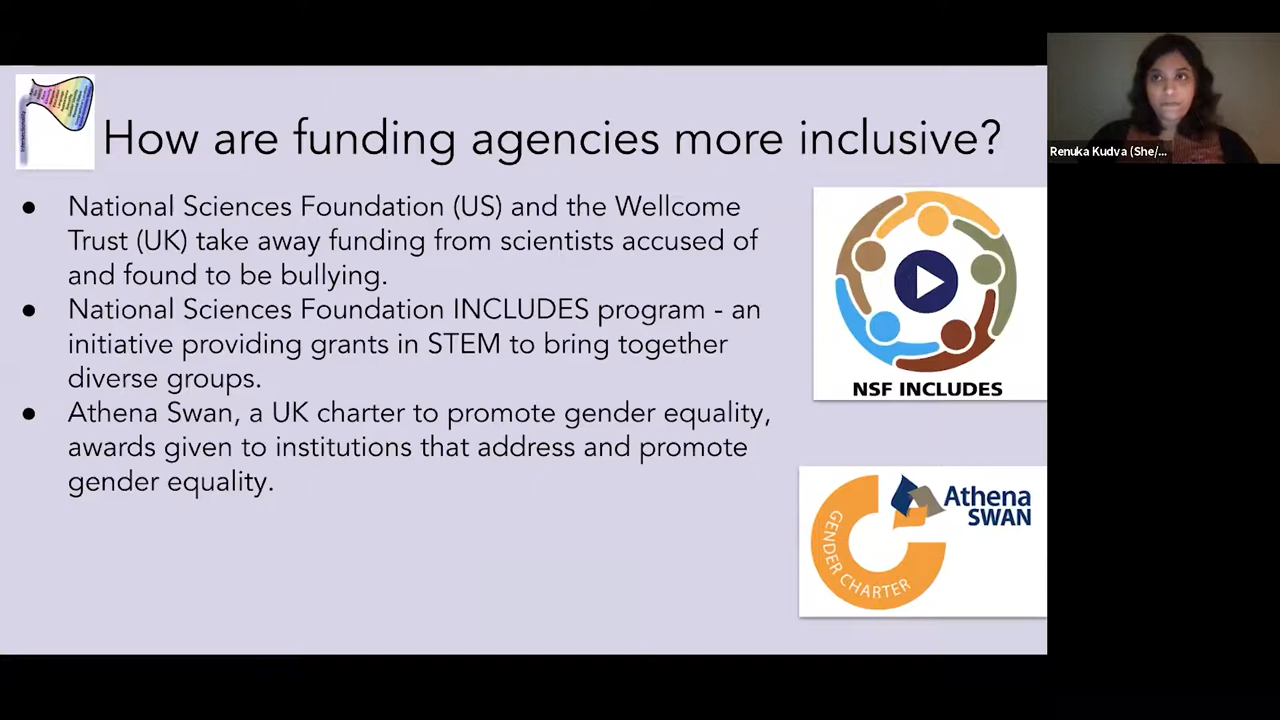 How are funding agencies more inclusive?
Renuka Kudva (She/...
● National Sciences Foundation (US) and the Wellcome
Trust (UK) take away funding from scientists accused of
and found to be bullying.
● National Sciences Foundation INCLUDES program - an
initiative providing grants in STEM to bring together
diverse groups.
● Athena Swan, a UK charter to promote gender equality,
awards given to institutions that address and promote
gender equality.
NSF INCLUDES
Athena
SWAN
GENDER CHARTER